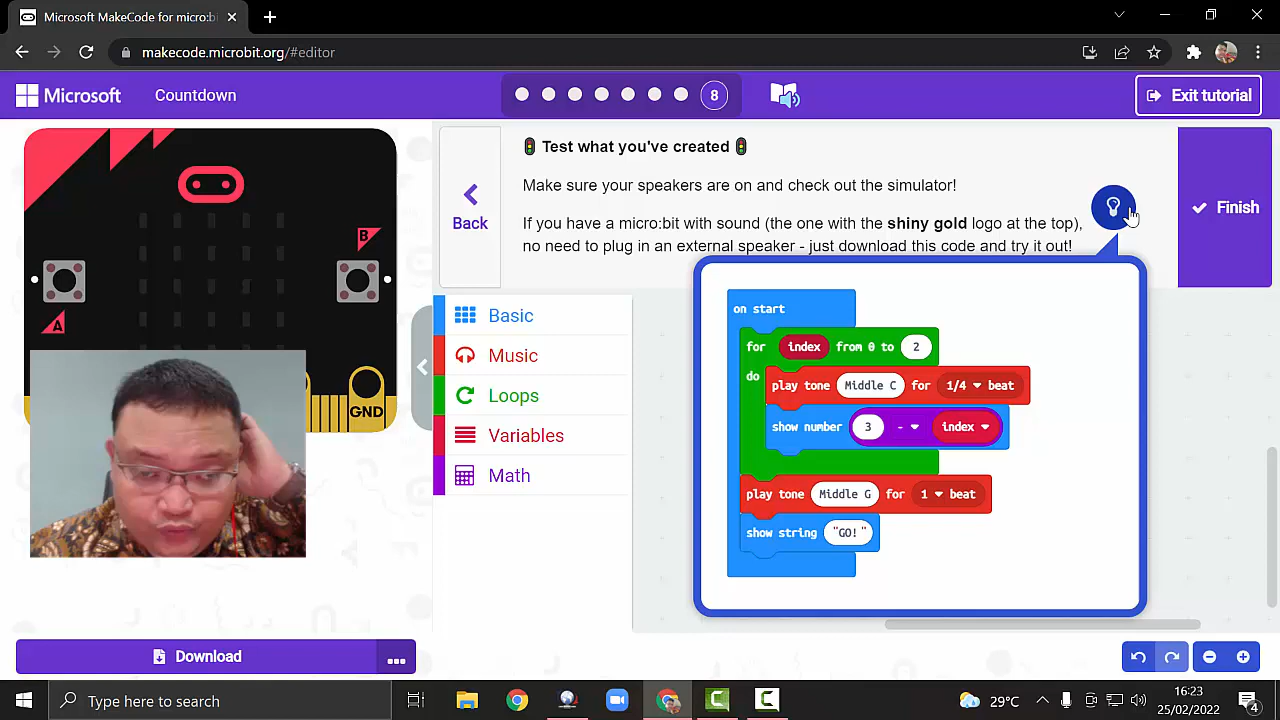 Microsoft MakeCode for micro:bi
makecode.microbit.org/#editor
Microsoft
Countdown
8
Exit tutorial
Back
Test what you've created
Make sure your speakers are on and check out the simulator!
If you have a micro:bit with sound (the one with the shiny gold logo at the top),
no need to plug in an external speaker - just download this code and try it out!
Finish
B
A
GND
Basic
Music
Loops
Variables
Math
on start
for index from 0 to 2
do
play tone Middle C for 1/4 beat
show number 3 - index
play tone Middle G for 1 beat
show string "GO!"
Download
...
Type here to search
29°C
16:23
25/02/2022
4